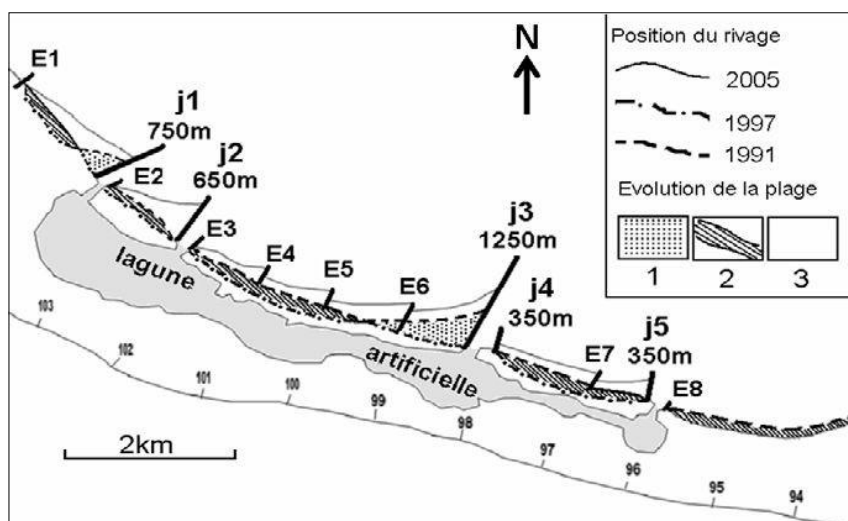 E1
j1
750m
E2
j2
650m
E3
E4
E5
E6
j3
1250m
j4
350m
E7
j5
350m
E8
N
lagune
artificielle
2km
103
102
101
100
99
98
97
96
95
94
Position du rivage
2005
1997
1991
Evolution de la plage
1 2 3